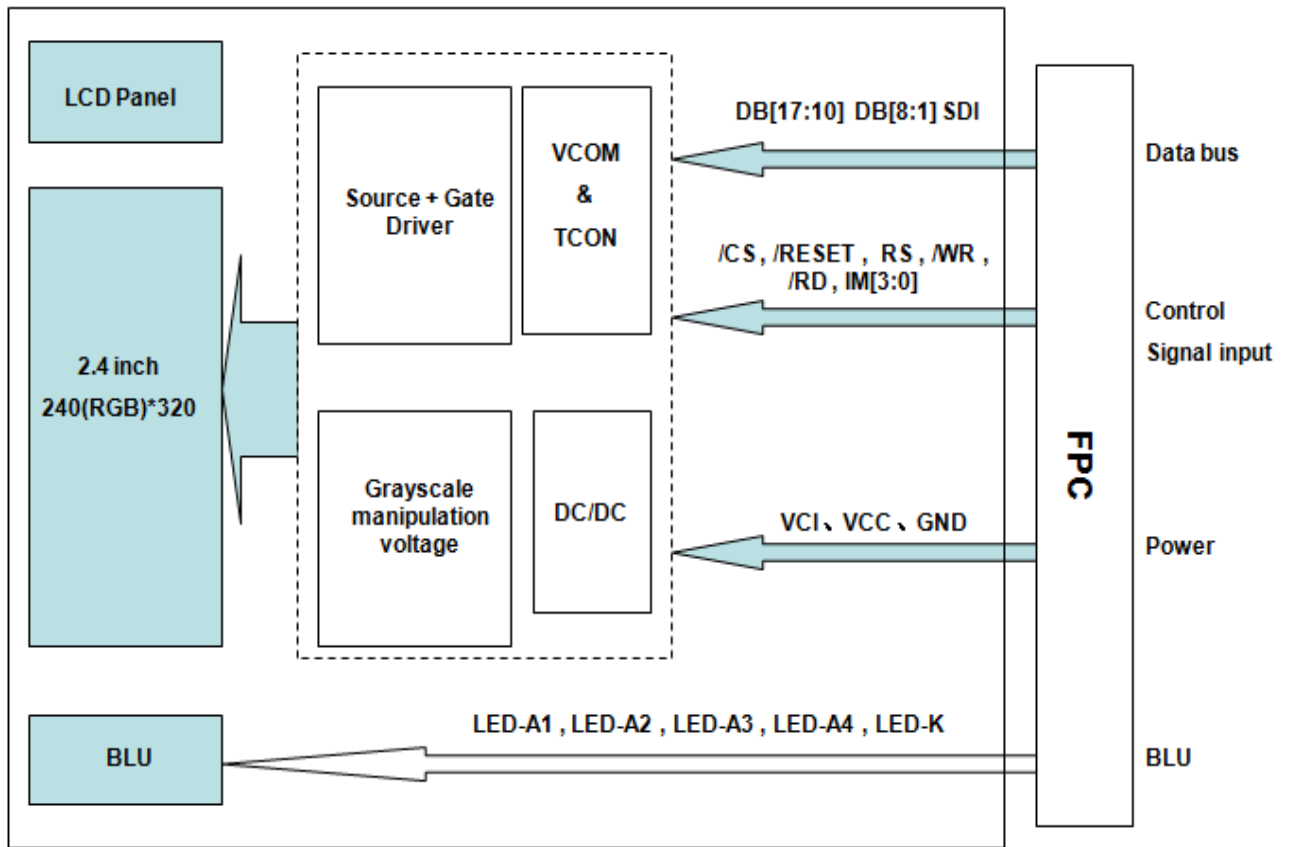 LCD Panel
2.4 inch
240(RGB)*320
BLU
Source + Gate
Driver
VCOM
&
TCON
Grayscale
manipulation
voltage
DC/DC
DB[17:10] DB[8:1] SDI
/CS , /RESET , RS , /WR ,
/RD , IM[3:0]
VCI、VCC、GND
LED-A1 , LED-A2 , LED-A3 , LED-A4 , LED-K
FPC
Data bus
Control
Signal input
Power
BLU